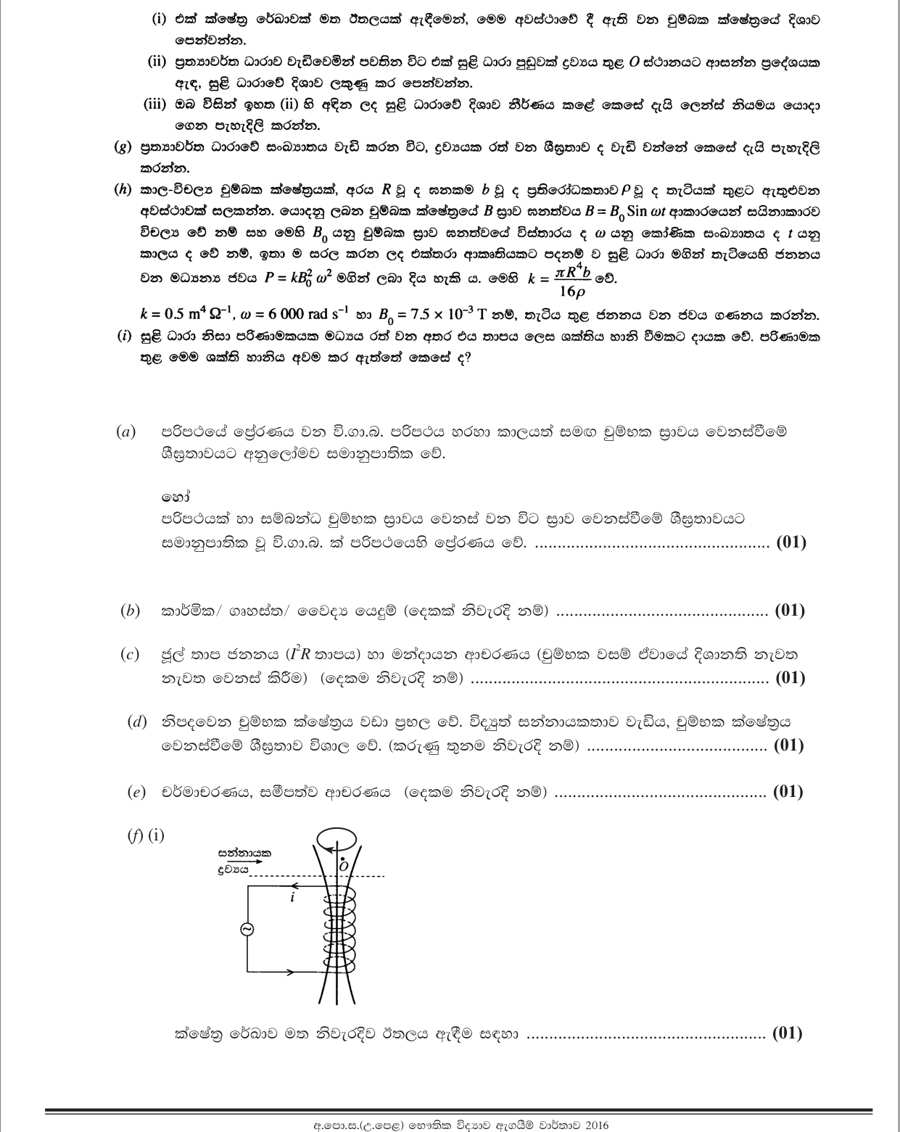 (i) එක් ක්ෂේත්‍ර රේඛාවක් මත ඊතලයක් ඇඳීමෙන්, මෙම අවස්ථාවේ දී ඇති වන චුම්බක ක්ෂේත්‍රයේ දිශාව
පෙන්වන්න.
(ii) ප්‍රත්‍යාවර්ත ධාරාව වැඩිවෙමින් පවතින විට එක් සුළි ධාරා පුඩුවක් ද්‍රව්‍යය තුළ O ස්ථානයට ආසන්න ප්‍රදේශයක
ඇඳ, සුළි ධාරාවේ දිශාව ලකුණු කර පෙන්වන්න.
(iii) ඔබ විසින් ඉහත (ii) හි අඳින ලද සුළි ධාරාවේ දිශාව නිර්ණය කළේ කෙසේ දැයි ලෙන්ස් නියමය යොදා
ගෙන පැහැදිලි කරන්න.
(g) ප්‍රත්‍යාවර්ත ධාරාවේ සංඛ්‍යාතය වැඩි කරන විට, ද්‍රව්‍යයක රත් වන ශීඝ්‍රතාව ද වැඩි වන්නේ කෙසේ දැයි පැහැදිලි
කරන්න.
(h) කාල-විචල්‍ය චුම්බක ක්ෂේත්‍රයක්, අරය R වූ ද ඝනකම b වූ ද ප්‍රතිරෝධකතාව ρ වූ ද තැටියක් තුළට ඇතුළුවන
අවස්ථාවක් සලකන්න. යොදනු ලබන චුම්බක ක්ෂේත්‍රයේ B ස්‍රාව ඝනත්වය B = B₀ Sin ωt ආකාරයෙන් සයිනාකාරව
විචල්‍ය වේ නම් සහ මෙහි B₀ යනු චුම්බක ස්‍රාව ඝනත්වයේ විස්තාරය ද ω යනු කෝණික සංඛ්‍යාතය ද t යනු
කාලය ද වේ නම්, ඉතා ම සරල කරන ලද එක්තරා ආකෘතියකට පදනම් ව සුළි ධාරා මගින් තැටියෙහි ජනනය
වන මධ්‍යන්‍ය ජවය P = kB₀² ω² මගින් ලබා දිය හැකි ය. මෙහි k = πR⁴b / 16ρ වේ.
k = 0.5 m⁴ Ω⁻¹, ω = 6 000 rad s⁻¹ හා B₀ = 7.5 × 10⁻³ T නම්, තැටිය තුළ ජනනය වන ජවය ගණනය කරන්න.
(i) සුළි ධාරා නිසා පරිණාමකයක මධ්‍යය රත් වන අතර එය තාපය ලෙස ශක්තිය හානි වීමකට දායක වේ. පරිණාමක
තුළ මෙම ශක්ති හානිය අවම කර ඇත්තේ කෙසේ ද?
(a) පරිපථයේ ප්‍රේරණය වන වි.ගා.බ. පරිපථය හරහා කාලයත් සමඟ චුම්භක ස්‍රාවය වෙනස්වීමේ
ශීඝ්‍රතාවයට අනුලෝමව සමානුපාතික වේ.
හෝ
පරිපථයක් හා සම්බන්ධ චුම්භක ස්‍රාවය වෙනස් වන විට ස්‍රාව වෙනස්වීමේ ශීඝ්‍රතාවයට
සමානුපාතික වූ වි.ගා.බ. ක් පරිපථයෙහි ප්‍රේරණය වේ. .................................................... (01)
(b) කාර්මික/ ගෘහස්ත/ වෛද්‍ය යෙදුම් (දෙකක් නිවැරදි නම්) ............................................... (01)
(c) ජූල් තාප ජනනය (I²R තාපය) හා මන්දායන ආචරණය (චුම්භක වසම් ඒවායේ දිශානති නැවත
නැවත වෙනස් කිරීම) (දෙකම නිවැරදි නම්) .................................................................. (01)
(d) නිපදවෙන චුම්භක ක්ෂේත්‍රය වඩා ප්‍රභල වේ. විද්‍යුත් සන්නායකතාව වැඩිය, චුම්භක ක්ෂේත්‍රය
වෙනස්වීමේ ශීඝ්‍රතාව විශාල වේ. (කරුණු තුනම නිවැරදි නම්) ........................................ (01)
(e) චර්මාචරණය, සමීපත්ව ආචරණය (දෙකම නිවැරදි නම්) ............................................... (01)
(f) (i)
සන්නායක
ද්‍රව්‍යය
O
i
ක්ෂේත්‍ර රේඛාව මත නිවැරදිව ඊතලය ඇඳීම සඳහා ..................................................... (01)
අ.පො.ස.(උ.පෙළ) භෞතික විද්‍යාව ඇගයීම් වාර්තාව 2016